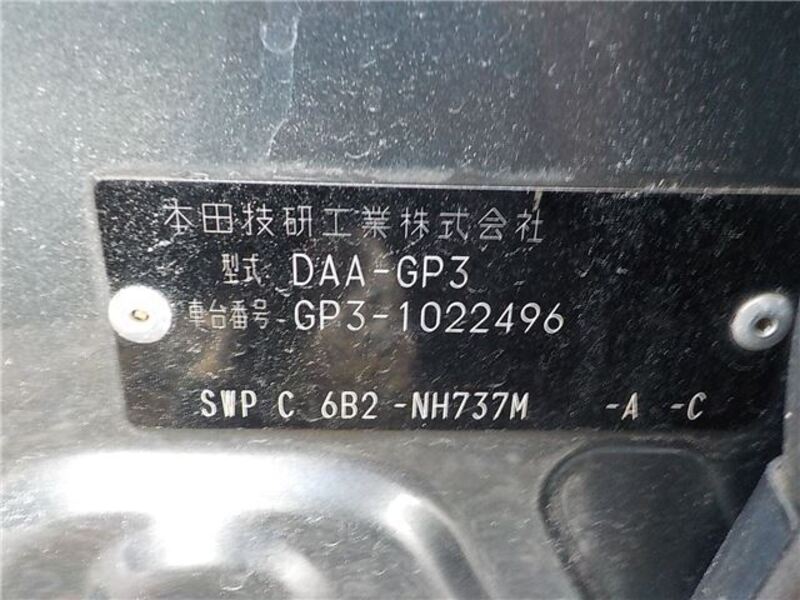 本田技研工業株式会社
型式 DAA-GP3
車台番号 GP3-1022496
SWP C 6B2 -NH737M -A -C